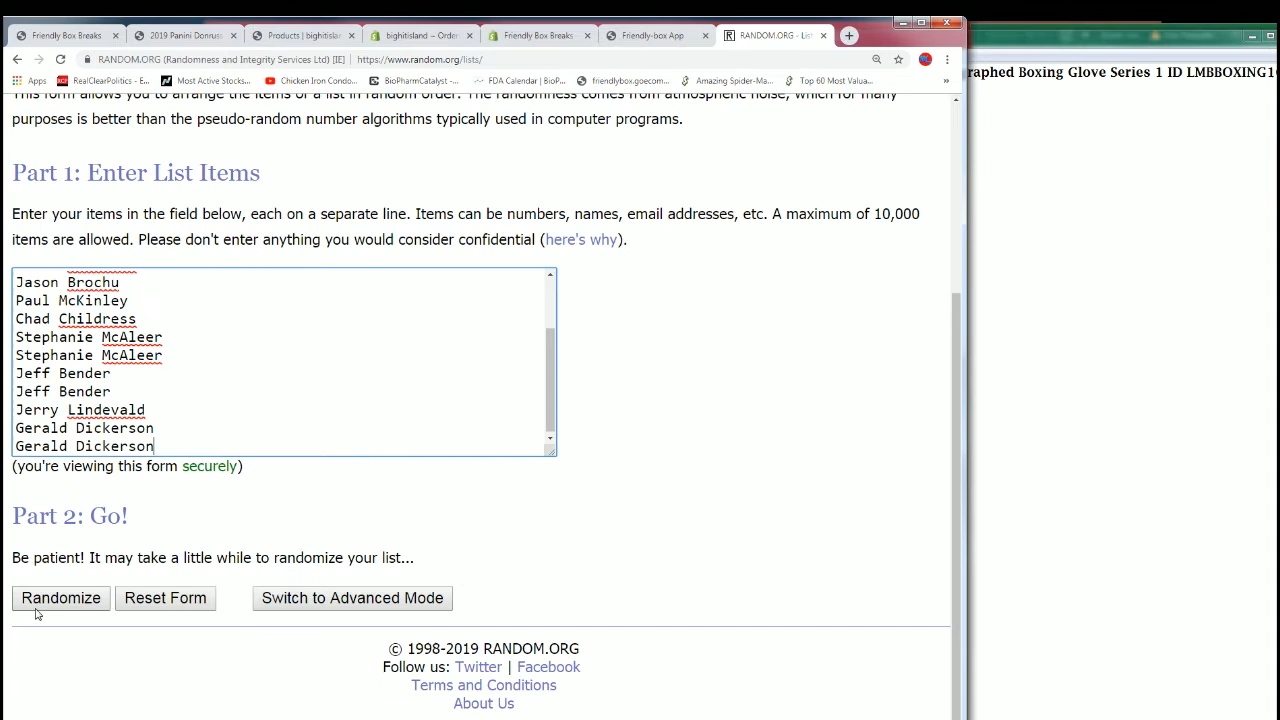 Friendly Box Breaks
2019 Panini Donru
Products | bighitisland
bighitisland ~ Order
Friendly Box Breaks
Friendly-box App
RANDOM.ORG - Lis
RANDOM.ORG (Randomness and Integrity Services Ltd) [IE] | https://www.random.org/lists/
raphed Boxing Glove Series 1 ID LMBBOXING1
Apps RealClearPolitics - E... Most Active Stocks... Chicken Iron Condo... BioPharmCatalyst:... FDA Calendar | BioP... friendlybox.goecom... Amazing Spider-Ma... Top 60 Most Valua... »
This form allows you to arrange the items of a list in random order. The randomness comes from atmospheric noise, which for many
purposes is better than the pseudo-random number algorithms typically used in computer programs.
Part 1: Enter List Items
Enter your items in the field below, each on a separate line. Items can be numbers, names, email addresses, etc. A maximum of 10,000
items are allowed. Please don't enter anything you would consider confidential (here's why).
Jason Brochu
Paul McKinley
Chad Childress
Stephanie McAleer
Stephanie McAleer
Jeff Bender
Jeff Bender
Jerry Lindevald
Gerald Dickerson
Gerald Dickerson
(you're viewing this form securely)
Part 2: Go!
Be patient! It may take a little while to randomize your list...
Randomize Reset Form Switch to Advanced Mode
© 1998-2019 RANDOM.ORG
Follow us: Twitter | Facebook
Terms and Conditions
About Us